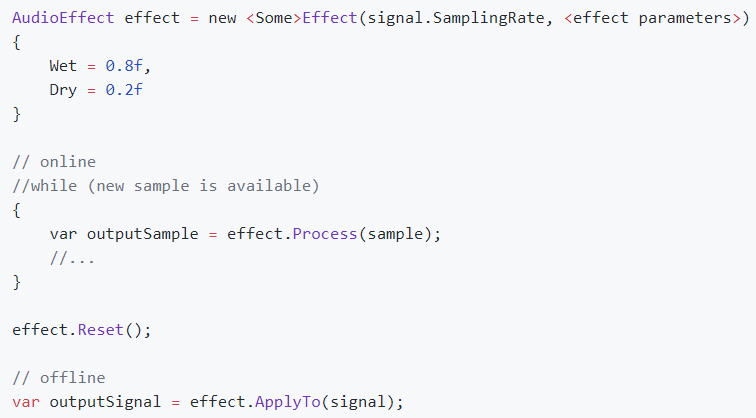 AudioEffect effect = new <Some>Effect(signal.SamplingRate, <effect parameters>)
{
    Wet = 0.8f,
    Dry = 0.2f
}

// online
//while (new sample is available)
{
    var outputSample = effect.Process(sample);
    //...
}

effect.Reset();

// offline
var outputSignal = effect.ApplyTo(signal);